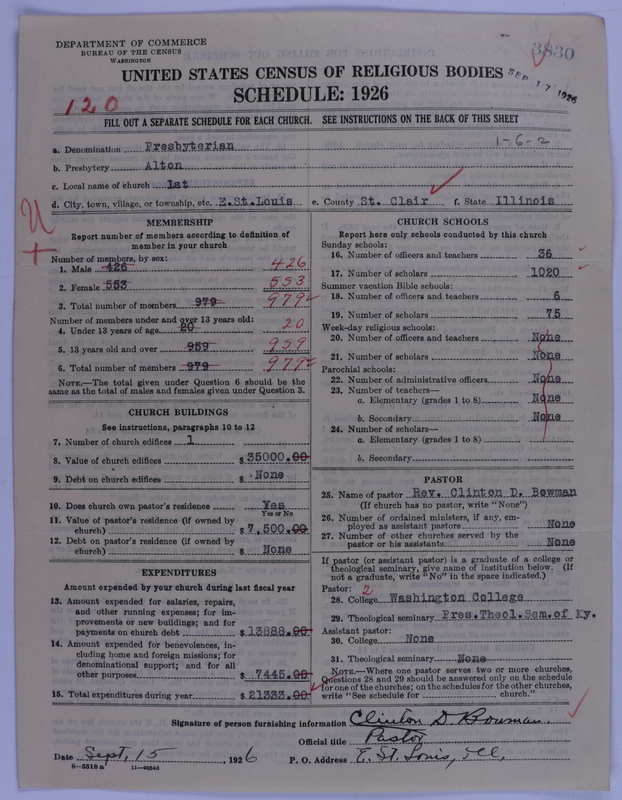 DEPARTMENT OF COMMERCE
BUREAU OF THE CENSUS
WASHINGTON
3830
SEP 17 1926
UNITED STATES CENSUS OF RELIGIOUS BODIES
SCHEDULE: 1926
120
FILL OUT A SEPARATE SCHEDULE FOR EACH CHURCH. SEE INSTRUCTIONS ON THE BACK OF THIS SHEET
1-6-2
a. Denomination Presbyterian
b. Presbytery Alton
c. Local name of church 1st
d. City, town, village, or township, etc. E.St.Louis e. County St. Clair f. State Illinois
MEMBERSHIP
Report number of members according to definition of
member in your church
Number of members, by sex:
1. Male 426 426
2. Female 553 553
3. Total number of members 979 979
Number of members under and over 13 years old:
4. Under 13 years of age 20 20
5. 13 years old and over 959 959
6. Total number of members 979 979
NOTE.—The total given under Question 6 should be the
same as the total of males and females given under Question 3.
CHURCH BUILDINGS
See instructions, paragraphs 10 to 12
7. Number of church edifices 1
8. Value of church edifices $35000.00
9. Debt on church edifices $ None
10. Does church own pastor's residence Yes
Yes or No
11. Value of pastor's residence (if owned by
church) $7,500.00
12. Debt on pastor's residence (if owned by
church) $ None
EXPENDITURES
Amount expended by your church during last fiscal year
13. Amount expended for salaries, repairs,
and other running expenses; for im-
provements or new buildings; and for
payments on church debt $13888.00
14. Amount expended for benevolences, in-
cluding home and foreign missions; for
denominational support; and for all
other purposes $7445.00
15. Total expenditures during year $21333.00
CHURCH SCHOOLS
Report here only schools conducted by this church
Sunday schools:
16. Number of officers and teachers 36
17. Number of scholars 1020
Summer vacation Bible schools:
18. Number of officers and teachers 6
19. Number of scholars 75
Week-day religious schools:
20. Number of officers and teachers None
21. Number of scholars None
Parochial schools:
22. Number of administrative officers None
23. Number of teachers—
a. Elementary (grades 1 to 8) None
b. Secondary None
24. Number of scholars—
a. Elementary (grades 1 to 8)
b. Secondary
PASTOR
25. Name of pastor Rev. Clinton D. Bowman
(If church has no pastor, write "None")
26. Number of ordained ministers, if any, em-
ployed as assistant pastors None
27. Number of other churches served by the
pastor or his assistants None
If pastor (or assistant pastor) is a graduate of a college or
theological seminary, give name of institution below. (If
not a graduate, write "No" in the space indicated.)
Pastor: 2
28. College Washington College
29. Theological seminary Pres.Theol.Sem.of Ky.
Assistant pastor:
30. College None
31. Theological seminary None
NOTE.—Where one pastor serves two or more churches,
Questions 28 and 29 should be answered only on the schedule
for one of the churches; on the schedules for the other churches,
write "See schedule for church."
Signature of person furnishing information Clinton D. Bowman
Official title Pastor
Date Sept, 15, 1926 P. O. Address E. St. Louis, Ill,
8-5518a 11-9064d